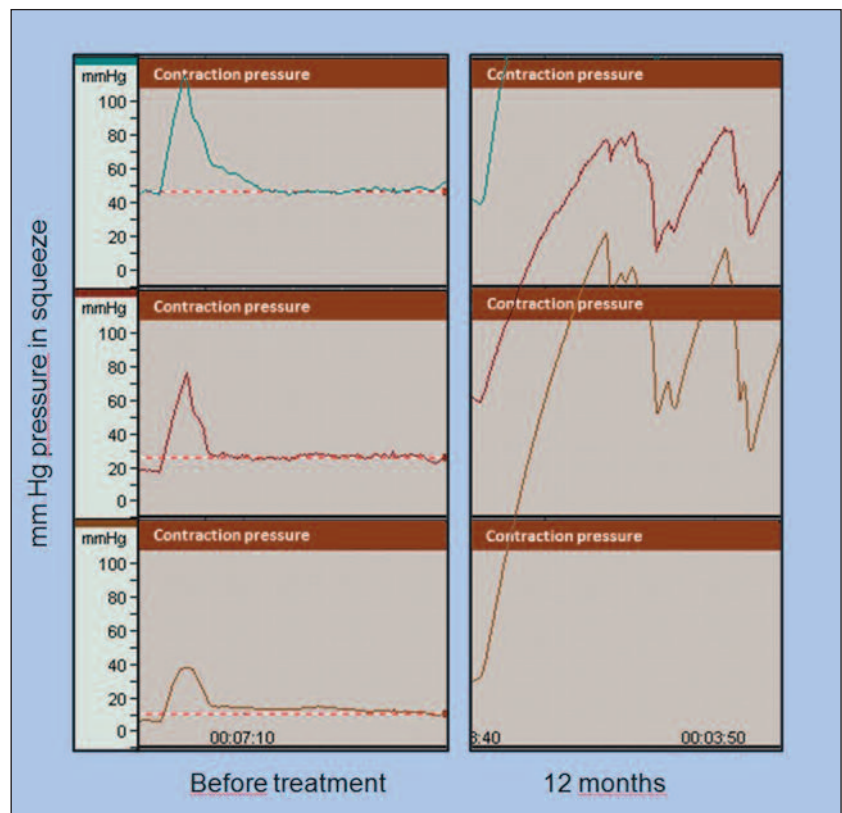 mm Hg pressure in squeeze
mmHg
100
80
60
40
20
0
Contraction pressure
Contraction pressure
mmHg
100
80
60
40
20
0
Contraction pressure
Contraction pressure
mmHg
100
80
60
40
20
0
Contraction pressure
Contraction pressure
00:07:10
3:40
00:03:50
Before treatment
12 months